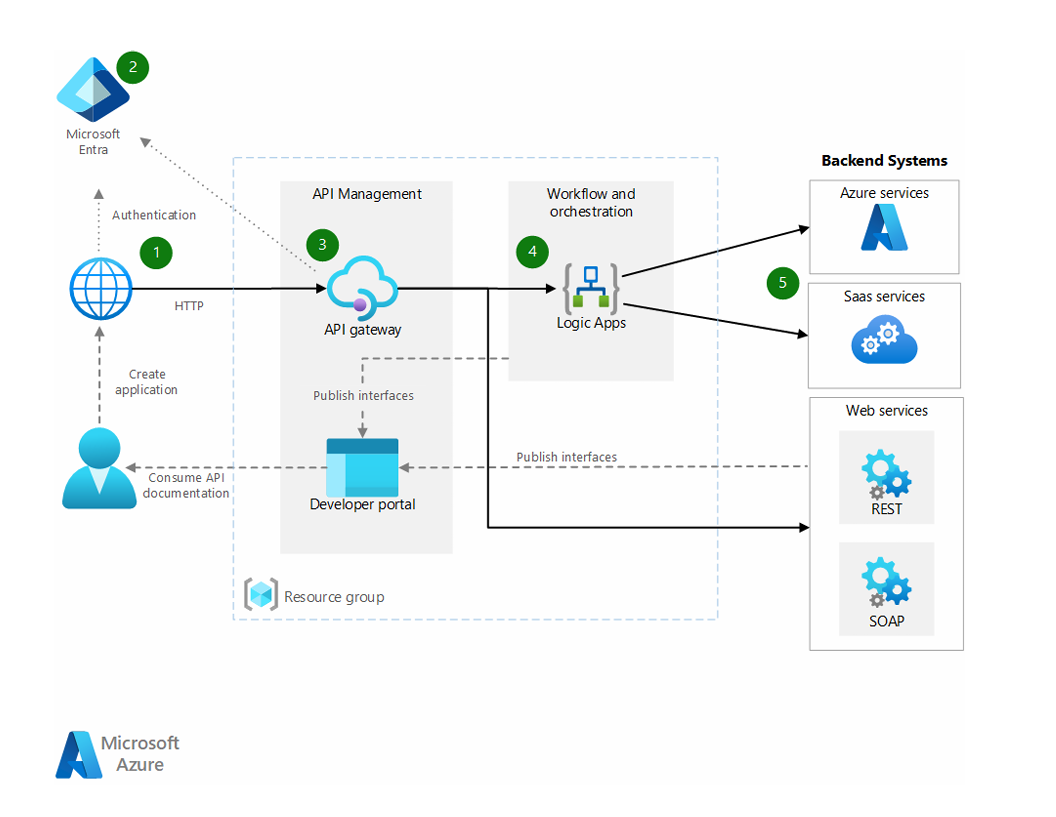 2
Microsoft
Entra
Authentication
1
HTTP
Create
application
Consume API
documentation
API Management
3
API gateway
Publish interfaces
Developer portal
Resource group
Workflow and
orchestration
4
Logic Apps
Publish interfaces
Backend Systems
Azure services
5
Saas services
Web services
REST
SOAP
Microsoft
Azure